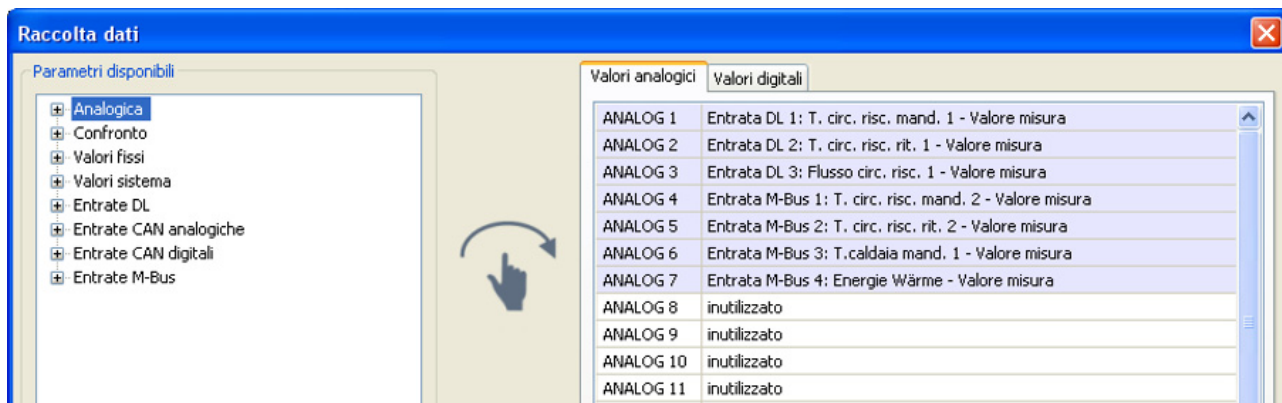 Raccolta dati
Parametri disponibili
Analogica
Confronto
Valori fissi
Valori sistema
Entrate DL
Entrate CAN analogiche
Entrate CAN digitali
Entrate M-Bus
Valori analogici Valori digitali
ANALOG 1 Entrata DL 1: T. circ. risc. mand. 1 - Valore misura
ANALOG 2 Entrata DL 2: T. circ. risc. rit. 1 - Valore misura
ANALOG 3 Entrata DL 3: Flusso circ. risc. 1 - Valore misura
ANALOG 4 Entrata M-Bus 1: T. circ. risc. mand. 2 - Valore misura
ANALOG 5 Entrata M-Bus 2: T. circ. risc. rit. 2 - Valore misura
ANALOG 6 Entrata M-Bus 3: T.caldaia mand. 1 - Valore misura
ANALOG 7 Entrata M-Bus 4: Energie Wärme - Valore misura
ANALOG 8 inutilizzato
ANALOG 9 inutilizzato
ANALOG 10 inutilizzato
ANALOG 11 inutilizzato